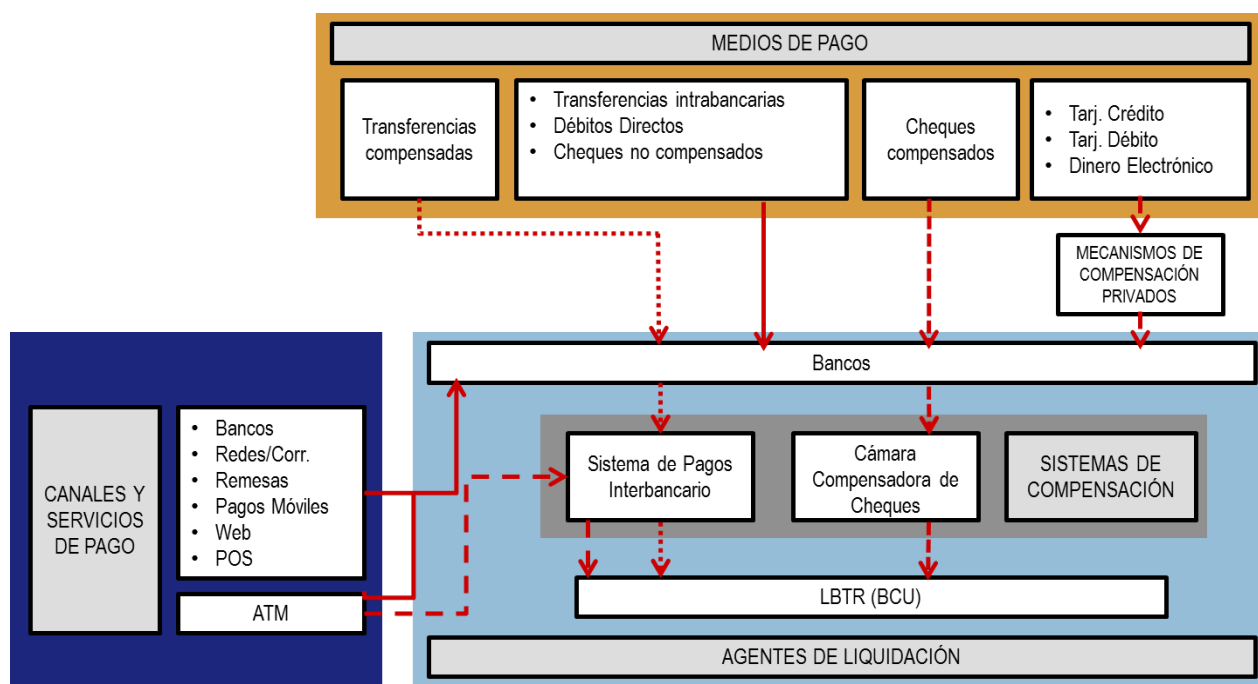 MEDIOS DE PAGO
Transferencias
compensadas
• Transferencias intrabancarias
• Débitos Directos
• Cheques no compensados
Cheques
compensados
• Tarj. Crédito
• Tarj. Débito
• Dinero Electrónico
MECANISMOS DE
COMPENSACIÓN
PRIVADOS
Bancos
CANALES Y
SERVICIOS
DE PAGO
• Bancos
• Redes/Corr.
• Remesas
• Pagos Móviles
• Web
• POS
ATM
Sistema de Pagos
Interbancario
Cámara
Compensadora de
Cheques
SISTEMAS DE
COMPENSACIÓN
LBTR (BCU)
AGENTES DE LIQUIDACIÓN